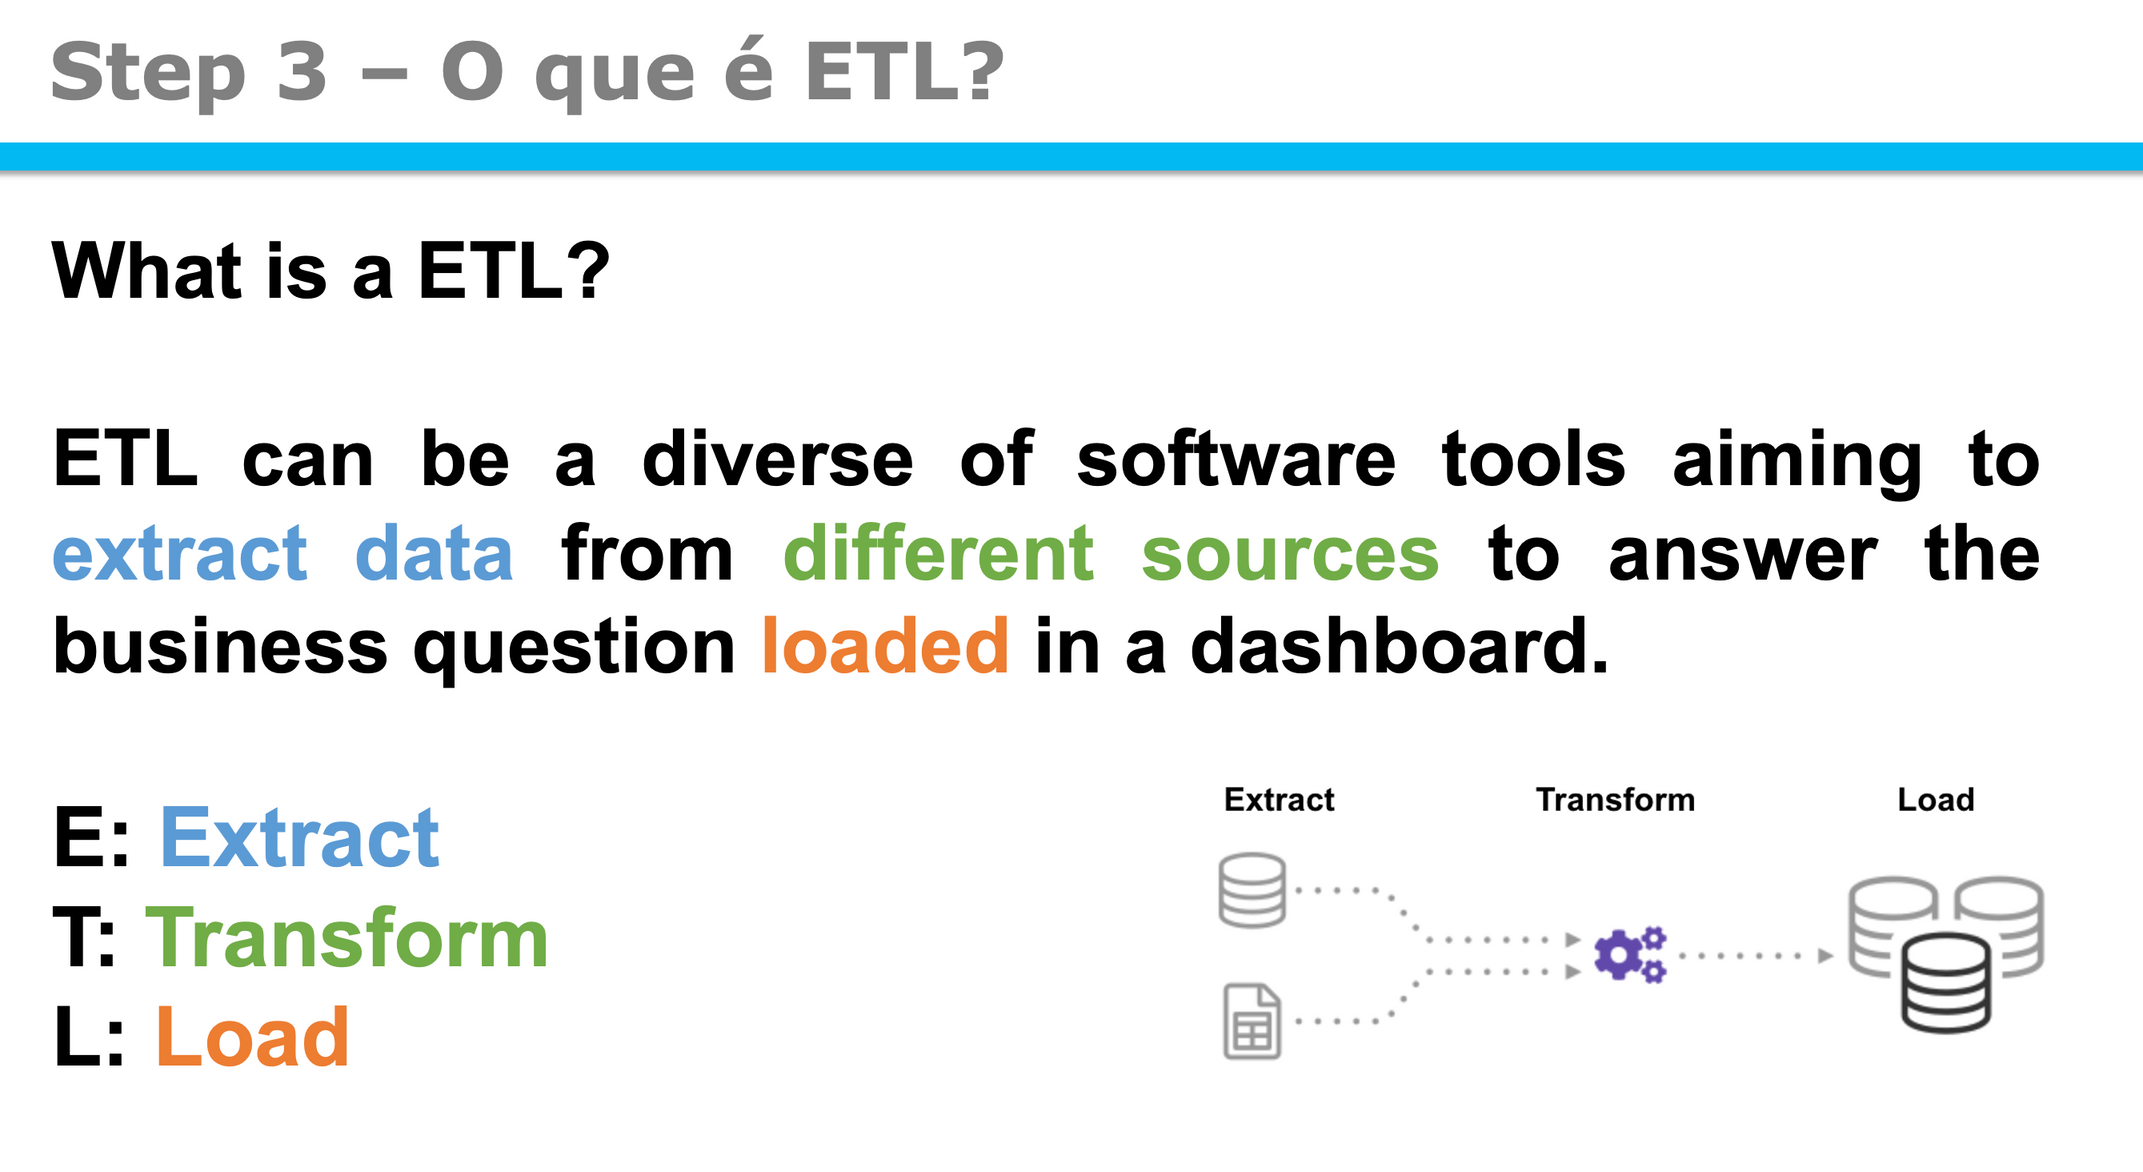 Step 3 – O que é ETL?
What is a ETL?
ETL can be a diverse of software tools aiming to
extract data from different sources to answer the
business question loaded in a dashboard.
E: Extract
T: Transform
L: Load
Extract Transform Load